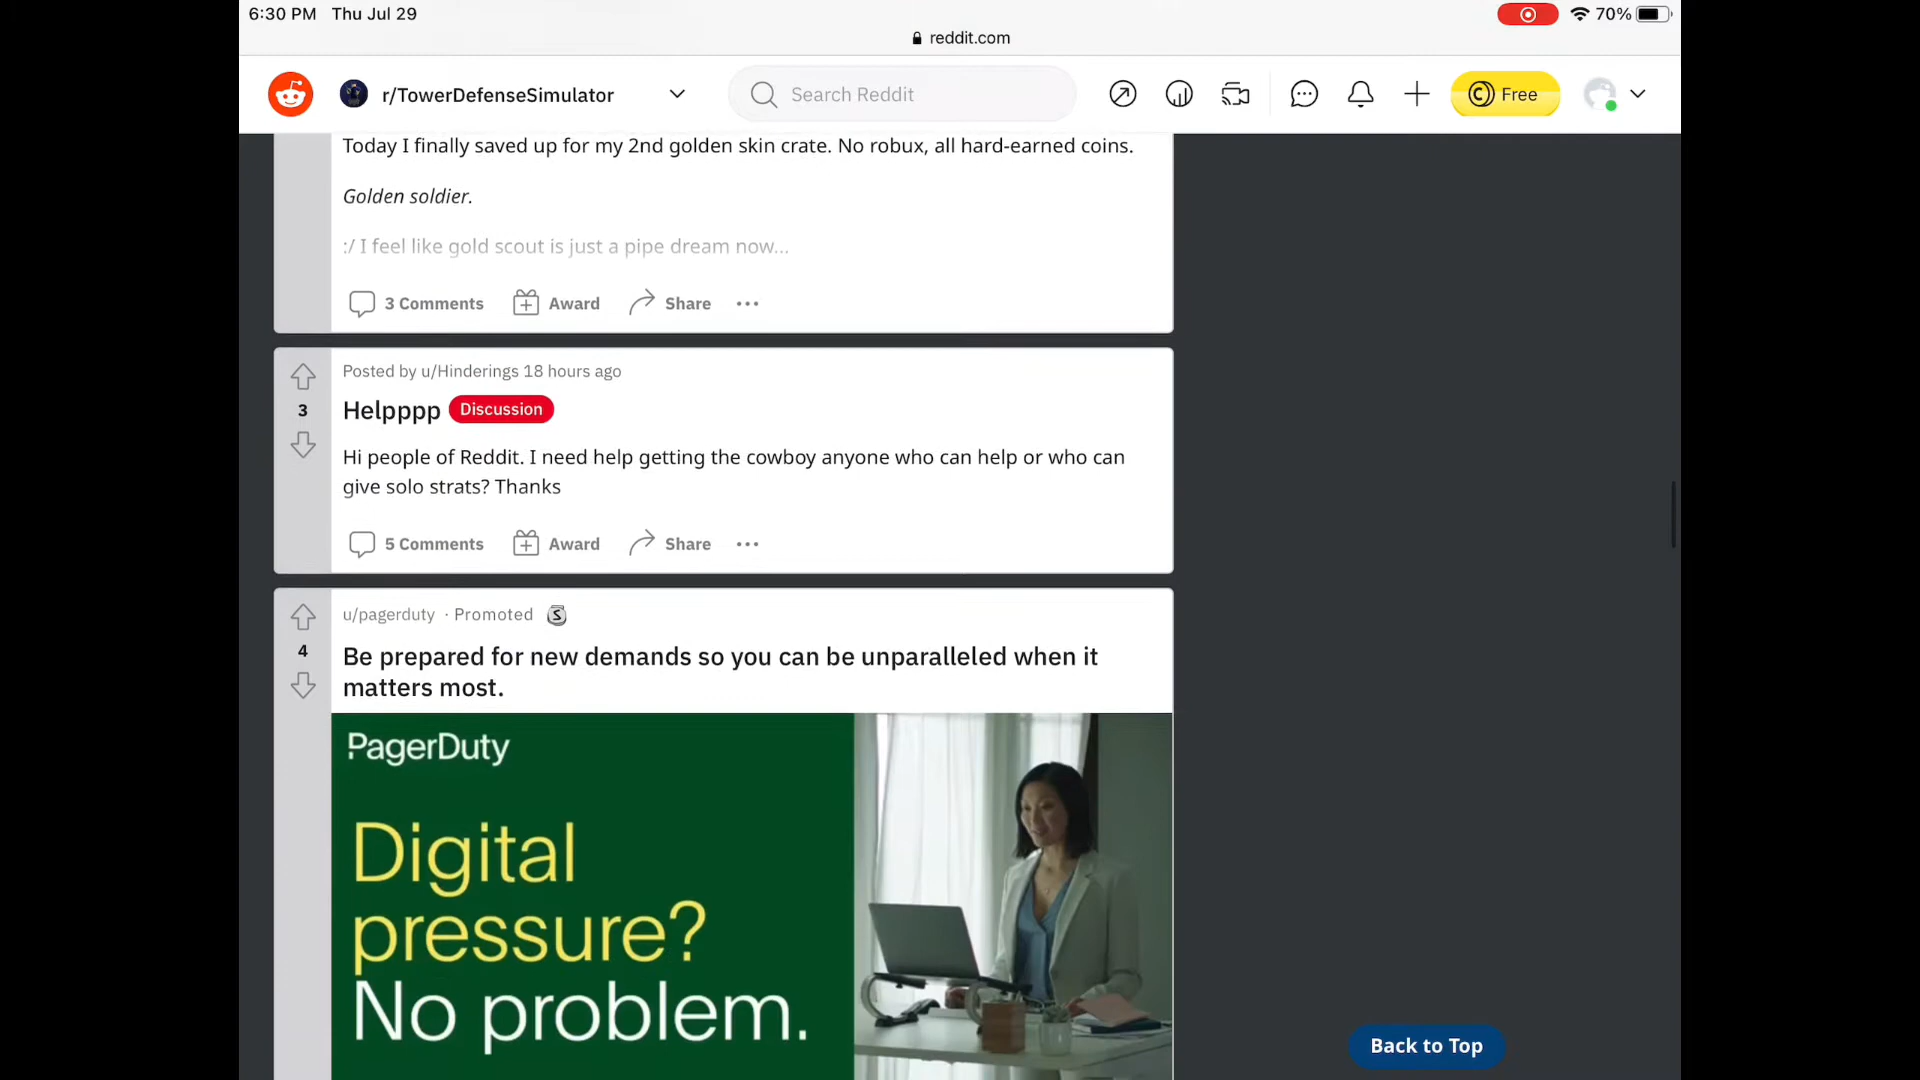 6:30 PM Thu Jul 29
70%
reddit.com
r/TowerDefenseSimulator
Search Reddit
Free
Today I finally saved up for my 2nd golden skin crate. No robux, all hard-earned coins.
Golden soldier.
:/ I feel like gold scout is just a pipe dream now...
3 Comments Award Share
Posted by u/Hinderings 18 hours ago
3
Helpppp Discussion
Hi people of Reddit. I need help getting the cowboy anyone who can help or who can
give solo strats? Thanks
5 Comments Award Share
u/pagerduty · Promoted
4
Be prepared for new demands so you can be unparalleled when it
matters most.
PagerDuty
Digital
pressure?
No problem.
Back to Top